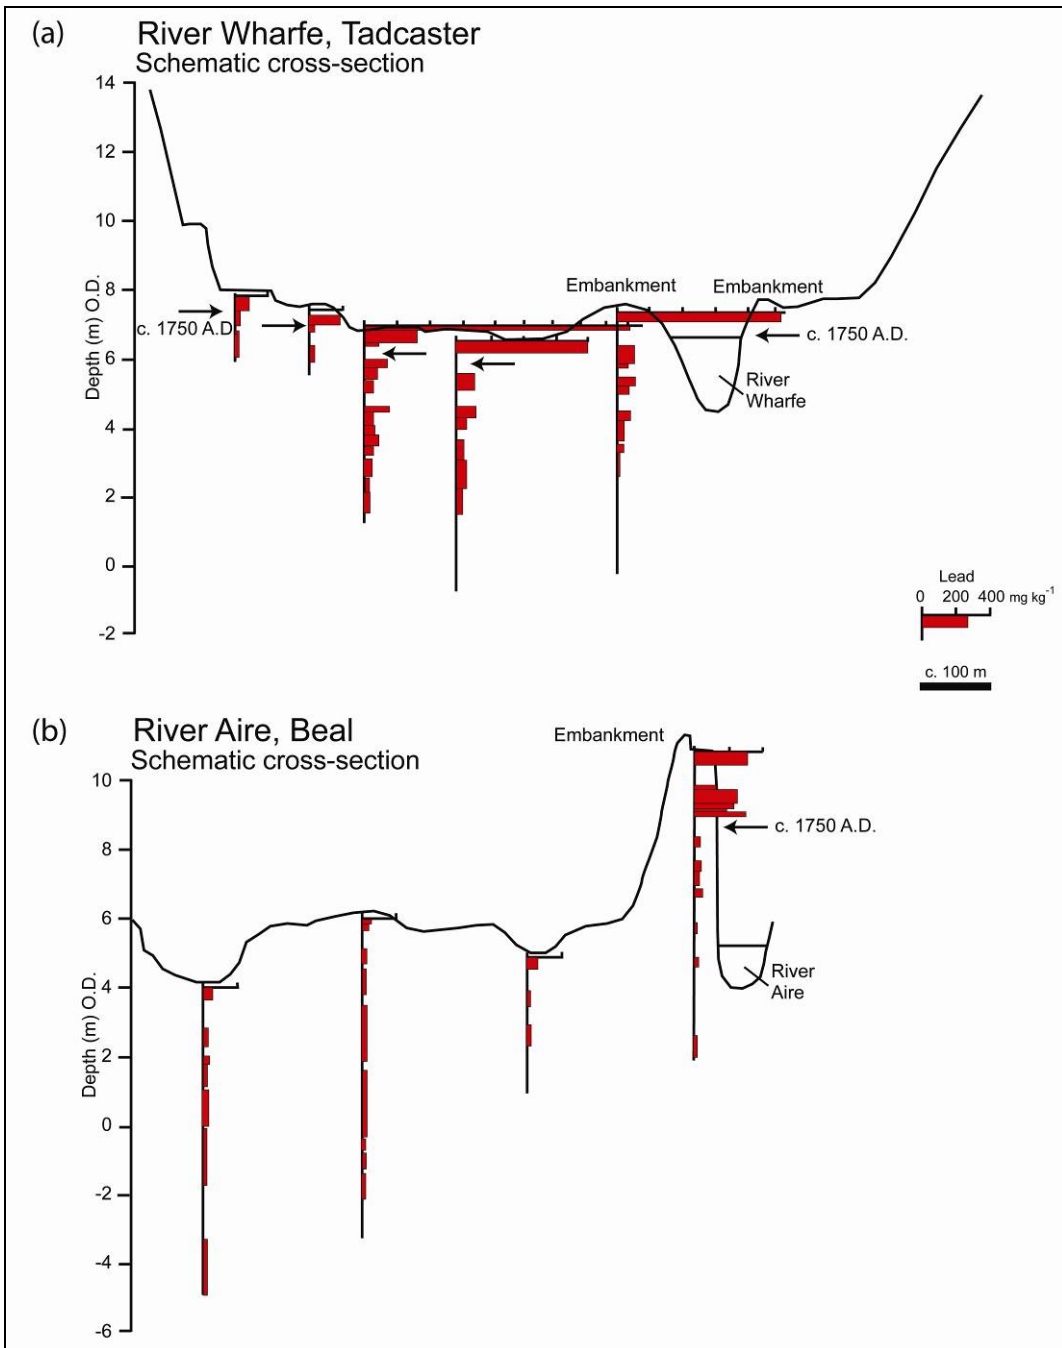 (a)
River Wharfe, Tadcaster
Schematic cross-section
14
12
10
8
6
4
2
0
-2
Depth (m) O.D.
c. 1750 A.D
Embankment
Embankment
c. 1750 A.D.
River
Wharfe
Lead
0 200 400 mg kg-1
c. 100 m
(b)
River Aire, Beal
Schematic cross-section
10
8
6
4
2
0
-2
-4
-6
Depth (m) O.D.
Embankment
c. 1750 A.D.
River
Aire